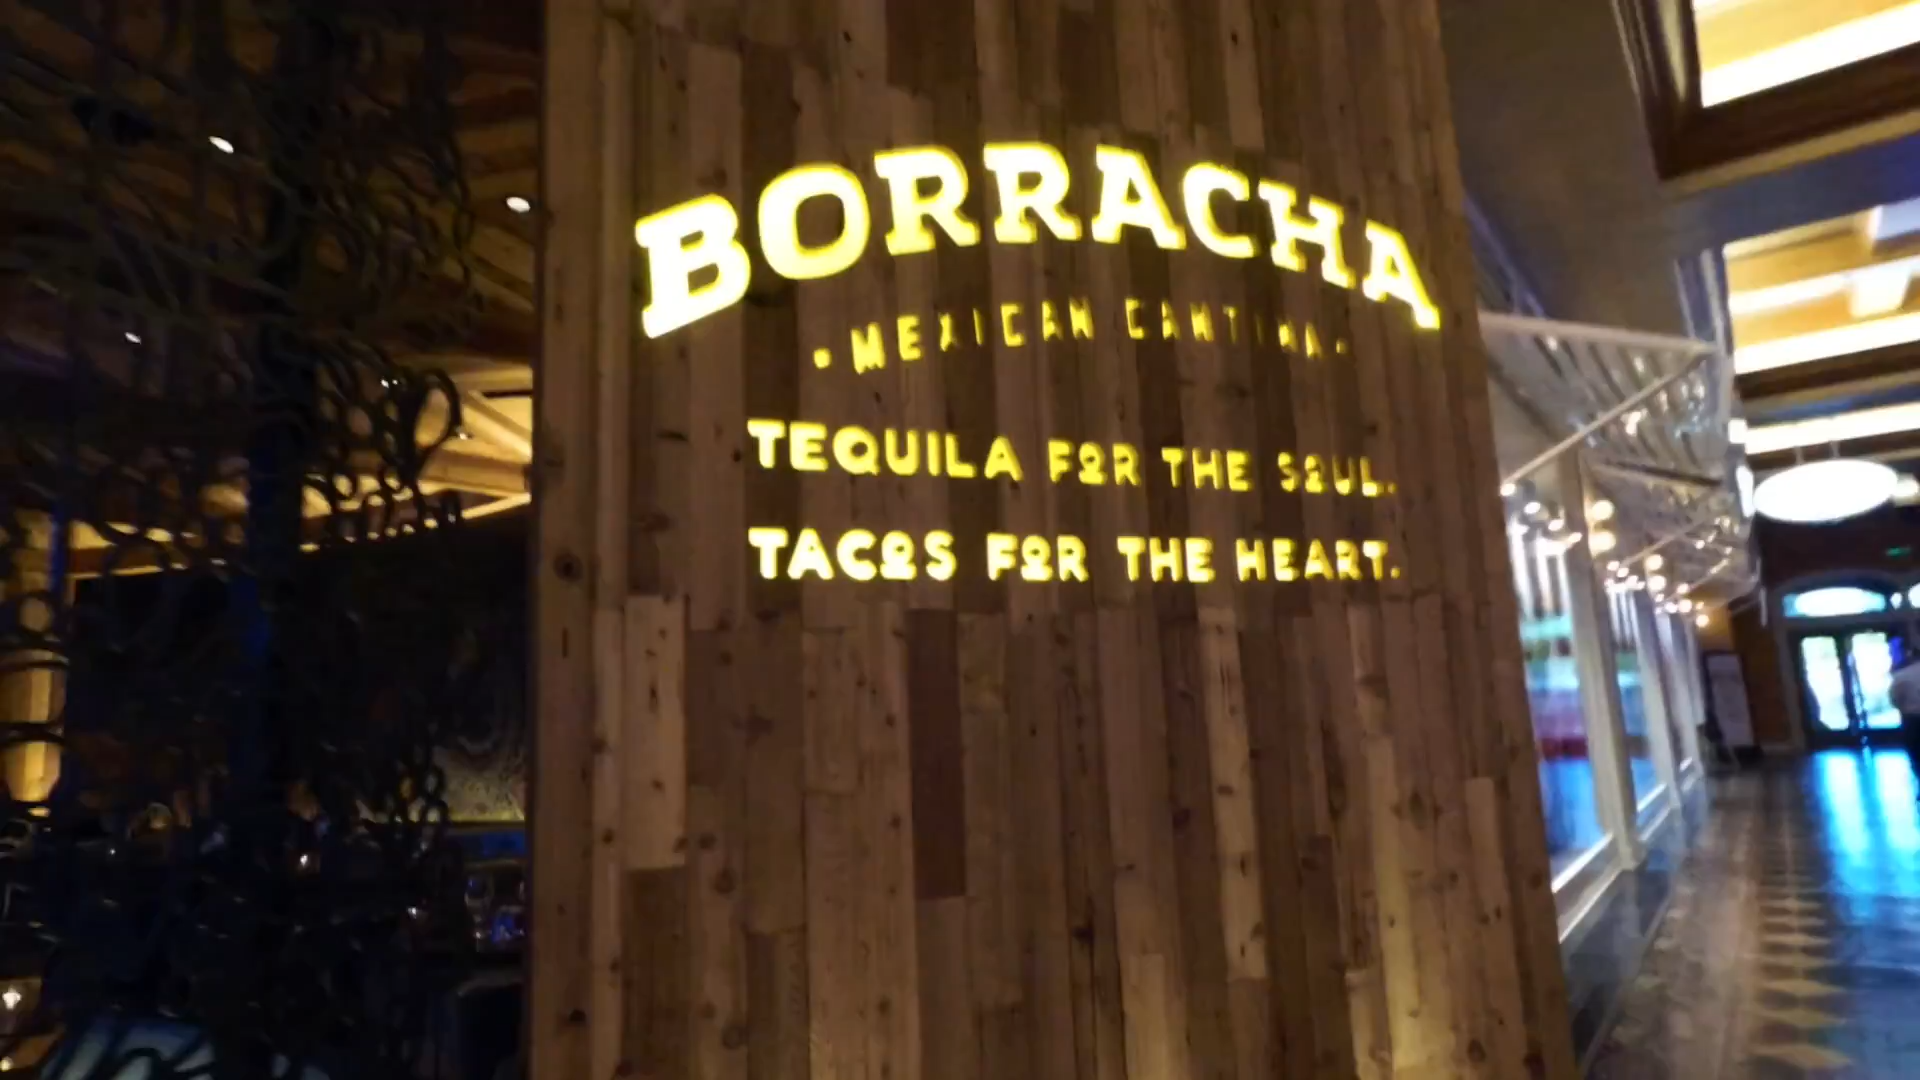 BORRACHA
• MEXICAN CANTINA •
TEQUILA FOR THE SOUL.
TACOS FOR THE HEART.